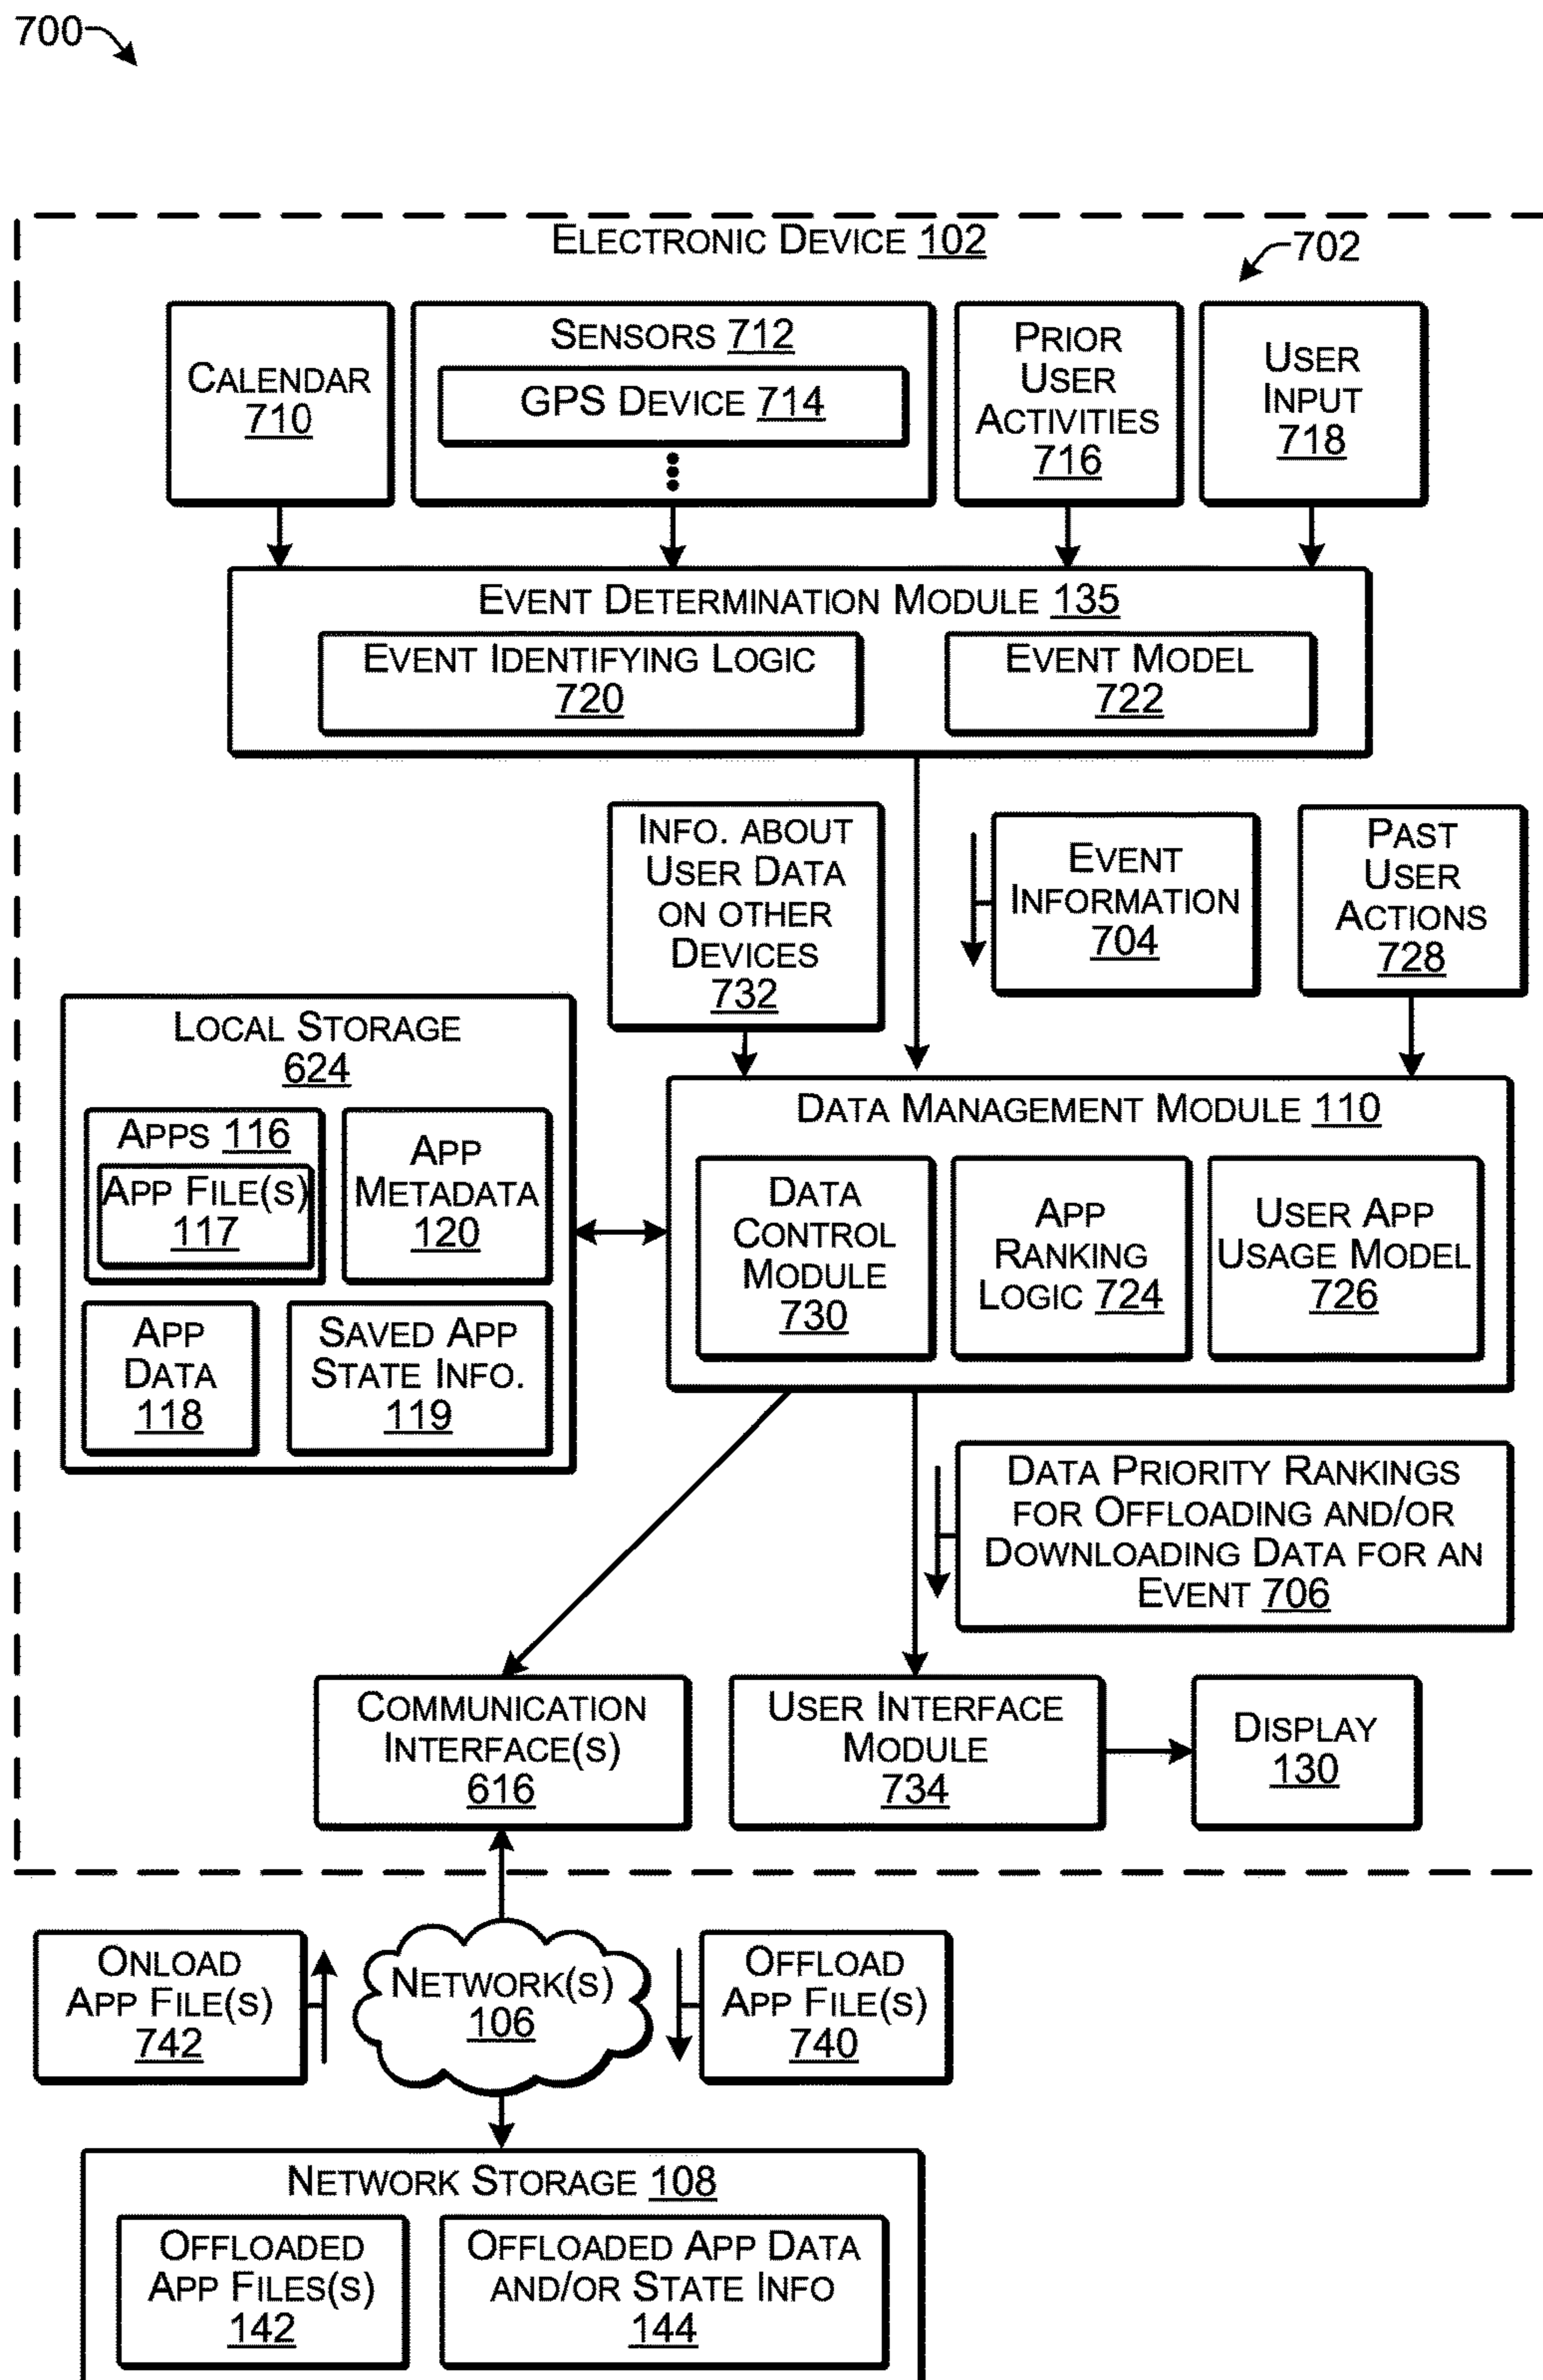 700
ELECTRONIC DEVICE 102
702
CALENDAR
710
SENSORS 712
GPS DEVICE 714
PRIOR
USER
ACTIVITIES
716
USER
INPUT
718
EVENT DETERMINATION MODULE 135
EVENT IDENTIFYING LOGIC
720
EVENT MODEL
722
INFO. ABOUT
USER DATA
ON OTHER
DEVICES
732
EVENT
INFORMATION
704
PAST
USER
ACTIONS
728
LOCAL STORAGE
624
APPS 116
APP FILE(S)
117
APP
METADATA
120
APP
DATA
118
SAVED APP
STATE INFO.
119
DATA MANAGEMENT MODULE 110
DATA
CONTROL
MODULE
730
APP
RANKING
LOGIC 724
USER APP
USAGE MODEL
726
DATA PRIORITY RANKINGS
FOR OFFLOADING AND/OR
DOWNLOADING DATA FOR AN
EVENT 706
COMMUNICATION
INTERFACE(S)
616
USER INTERFACE
MODULE
734
DISPLAY
130
ONLOAD
APP FILE(S)
742
NETWORK(S)
106
OFFLOAD
APP FILE(S)
740
NETWORK STORAGE 108
OFFLOADED
APP FILES(S)
142
OFFLOADED APP DATA
AND/OR STATE INFO
144